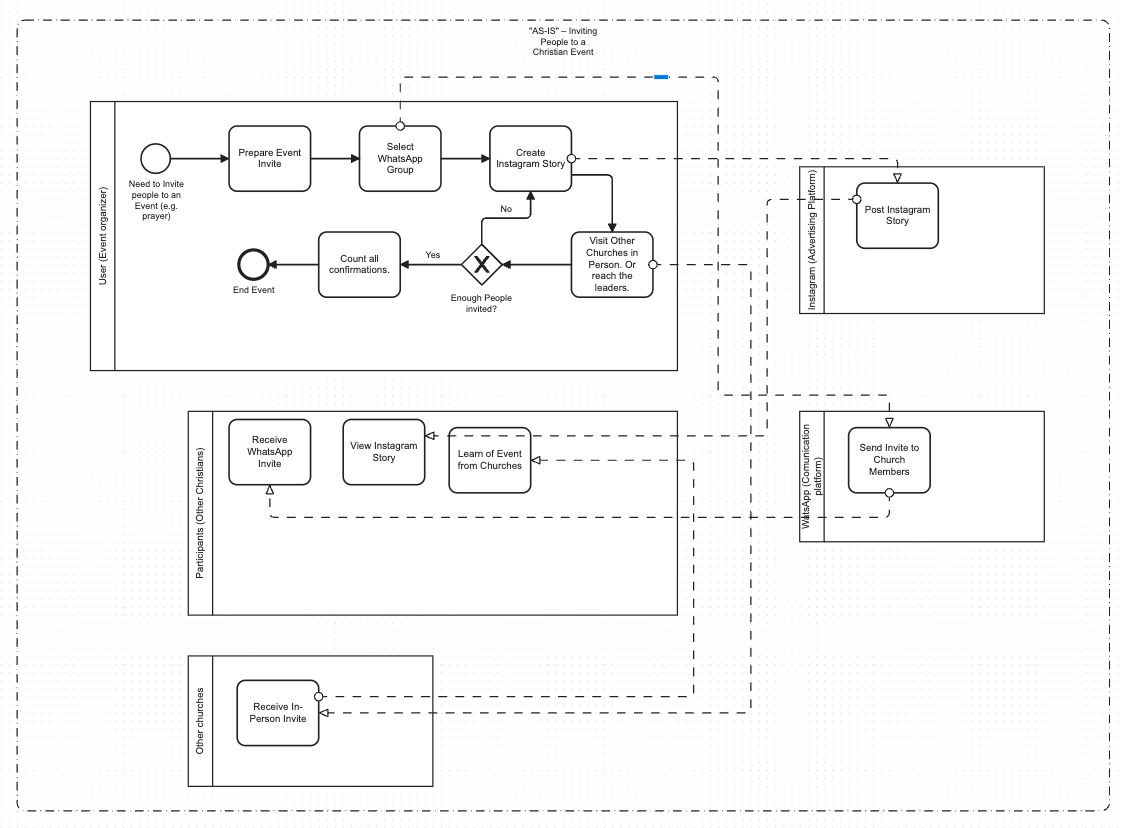 "AS-IS" – Inviting
People to a
Christian Event
User (Event organizer)
Need to Invite
people to an
Event (e.g.
prayer)
Prepare Event
Invite
Select
WhatsApp
Group
Create
Instagram Story
No
Visit Other
Churches in
Person. Or
reach the
leaders.
Enough People
invited?
Yes
Count all
confirmations.
End Event
Instagram (Advertising Platform)
Post Instagram
Story
Participants (Other Christians)
Receive
WhatsApp
Invite
View Instagram
Story
Learn of Event
from Churches
WatsApp (Comunication
platform)
Send Invite to
Church
Members
Other churches
Receive In-
Person Invite